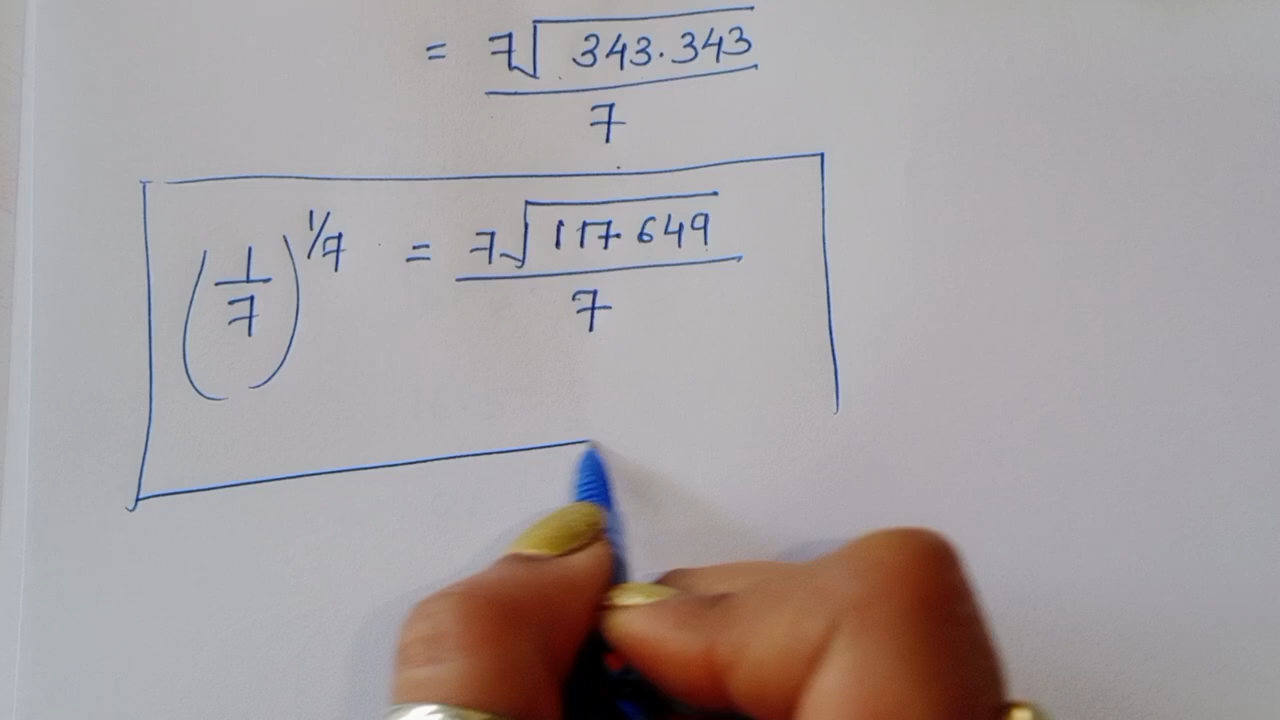 = 7√343.343
7
(1/7)^1/7 = 7√117649
7